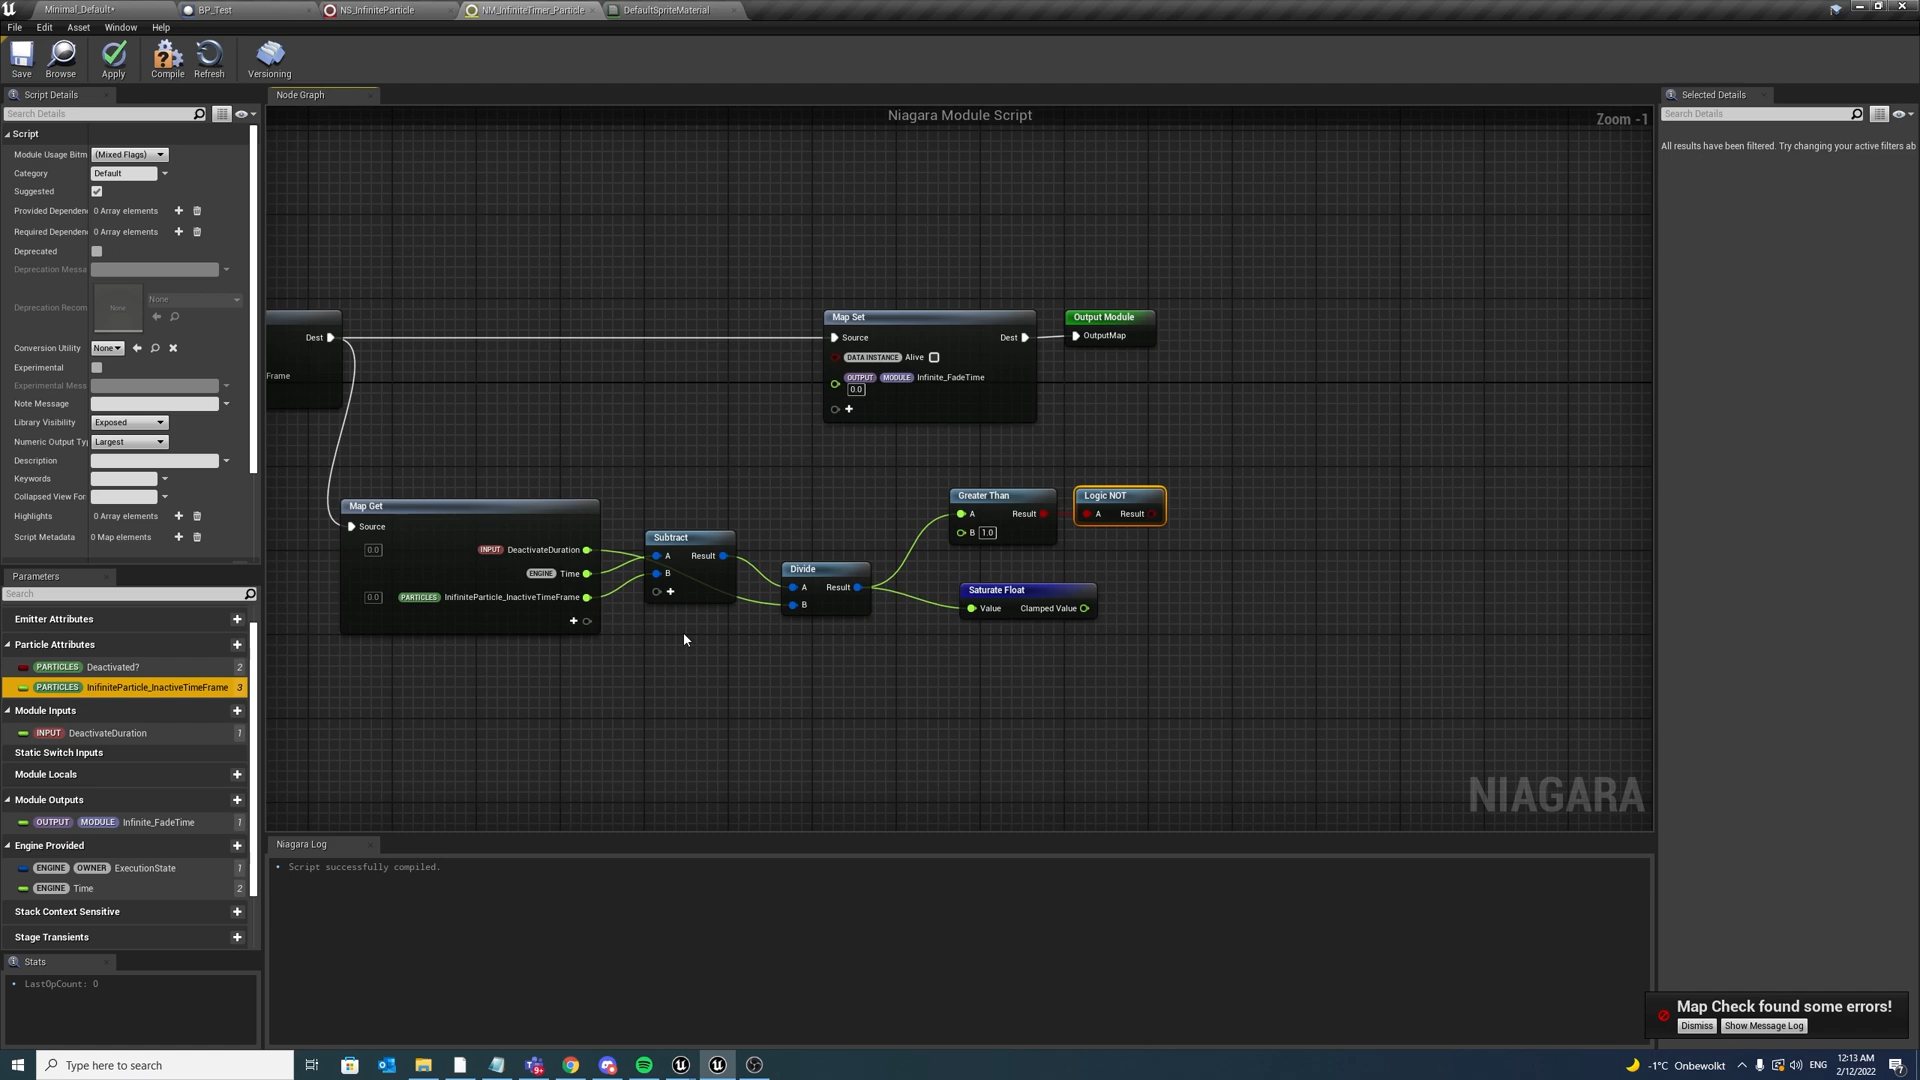 Minimal_Default*
BP_Test
NS_InfiniteParticle
NM_InfiniteTimer_Particle
DefaultSpriteMaterial
File Edit Asset Window Help
Save Browse Apply Compile Refresh Versioning
Script Details
Search Details
Script
Module Usage Bitm (Mixed Flags)
Category Default
Suggested
Provided Dependen 0 Array elements
Required Dependen 0 Array elements
Deprecated
Deprecation Messa
Deprecation Recom None None
Conversion Utility None
Experimental
Experimental Mess
Note Message
Library Visibility Exposed
Numeric Output Ty Largest
Description
Keywords
Collapsed View For
Highlights 0 Array elements
Script Metadata 0 Map elements
Parameters
Search
Emitter Attributes
Particle Attributes
PARTICLES Deactivated? 2
PARTICLES InifiniteParticle_InactiveTimeFrame 3
Module Inputs
INPUT DeactivateDuration 1
Static Switch Inputs
Module Locals
Module Outputs
OUTPUT MODULE Infinite_FadeTime 1
Engine Provided
ENGINE OWNER ExecutionState 1
ENGINE Time 2
Stack Context Sensitive
Stage Transients
Stats
LastOpCount: 0
Node Graph
Niagara Module Script
Zoom -1
Dest
Frame
Map Get
Source
0.0 INPUT DeactivateDuration
ENGINE Time
0.0 PARTICLES InifiniteParticle_InactiveTimeFrame
Subtract
A Result
B
Divide
A Result
B
Map Set
Source Dest
DATA INSTANCE Alive
OUTPUT MODULE Infinite_FadeTime
0.0
Output Module
OutputMap
Greater Than
A Result
B 1.0
Logic NOT
A Result
Saturate Float
Value Clamped Value
NIAGARA
Niagara Log
Script successfully compiled.
Selected Details
Search Details
All results have been filtered. Try changing your active filters ab
Map Check found some errors!
Dismiss Show Message Log
Type here to search
9+
-1°C Onbewolkt
ENG
12:13 AM
2/12/2022